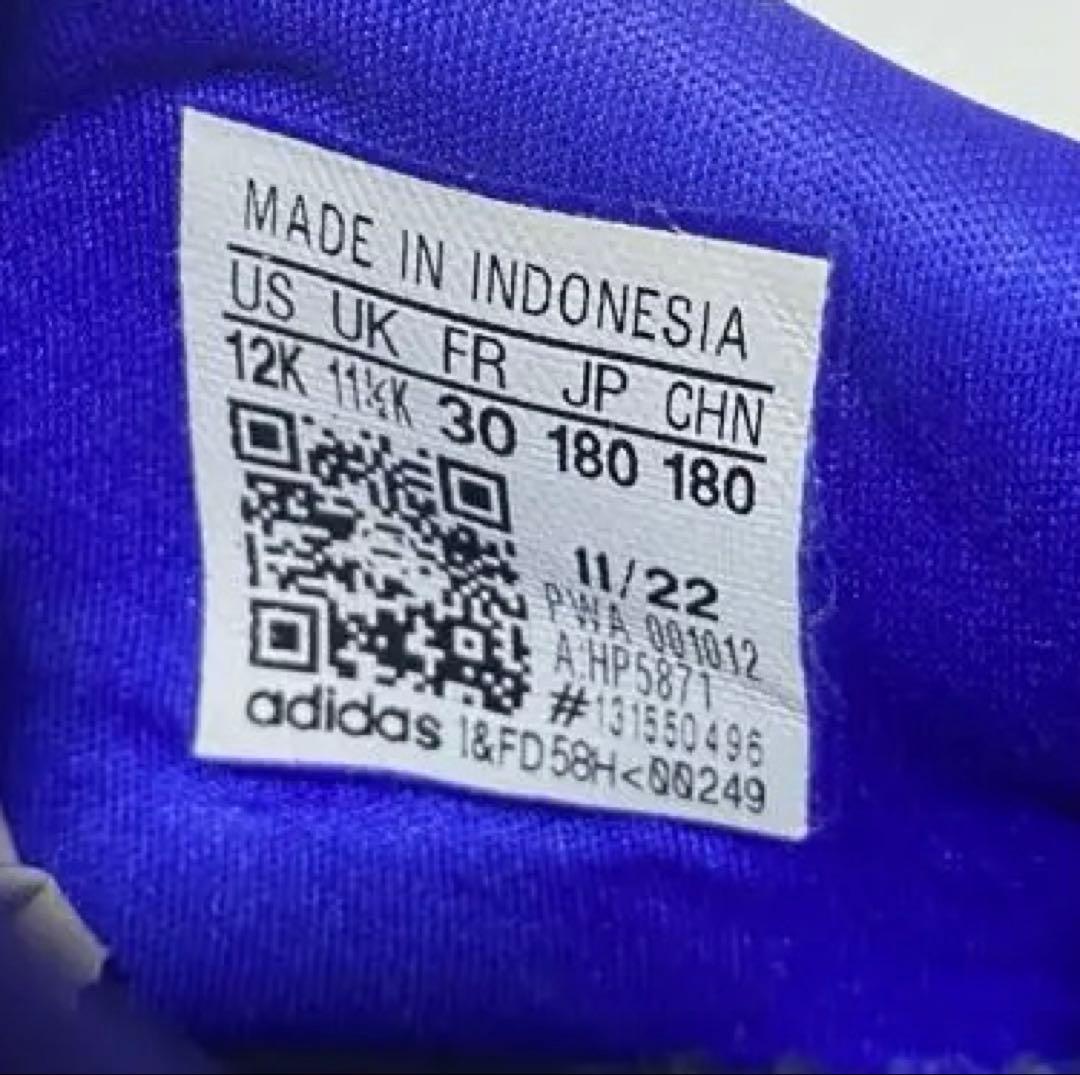 MADE IN INDONESIA
US UK FR JP CHN
12K 11½K 30 180 180
11/22
PWA 001012
A:HP5871
#131550496
adidas 1&FD58H<00249